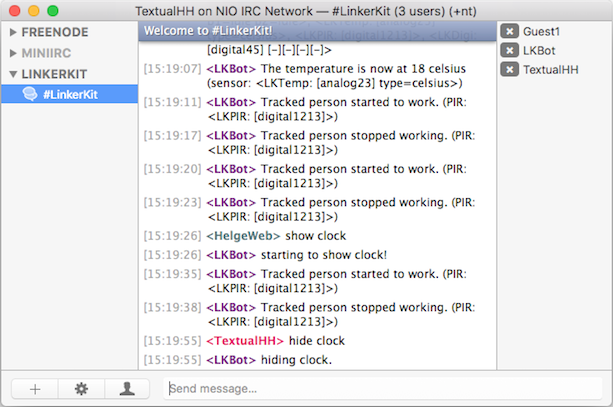 TextualHH on NIO IRC Network — #LinkerKit (3 users) (+nt)
FREENODE
MINIIRC
LINKERKIT
#LinkerKit
Welcome to #LinkerKit!
[digital45] [–][–][–][–]>
[15:19:07] <LKBot> The temperature is now at 18 celsius
(sensor: <LKTemp: [analog23] type=celsius>)
[15:19:11] <LKBot> Tracked person started to work. (PIR:
<LKPIR: [digital1213]>)
[15:19:17] <LKBot> Tracked person stopped working. (PIR:
<LKPIR: [digital1213]>)
[15:19:20] <LKBot> Tracked person started to work. (PIR:
<LKPIR: [digital1213]>)
[15:19:23] <LKBot> Tracked person stopped working. (PIR:
<LKPIR: [digital1213]>)
[15:19:26] <HelgeWeb> show clock
[15:19:26] <LKBot> starting to show clock!
[15:19:35] <LKBot> Tracked person started to work. (PIR:
<LKPIR: [digital1213]>)
[15:19:38] <LKBot> Tracked person stopped working. (PIR:
<LKPIR: [digital1213]>)
[15:19:55] <TextualHH> hide clock
[15:19:55] <LKBot> hiding clock.
Send message...
Guest1
LKBot
TextualHH